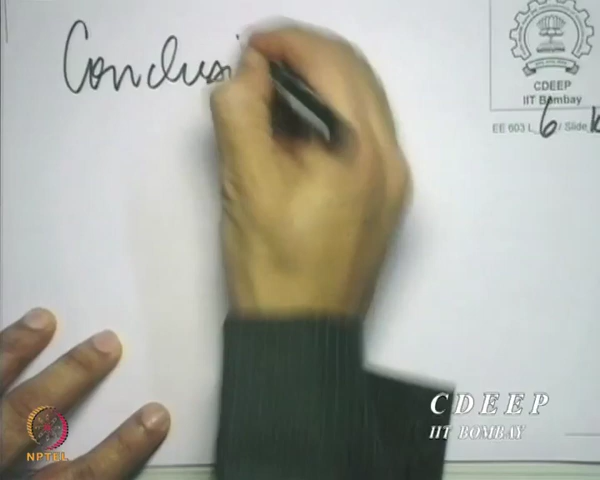 Conclusi
CDEEP
IIT Bombay
EE 603 L 6 / Slide
CDEEP
IIT BOMBAY
NPTEL